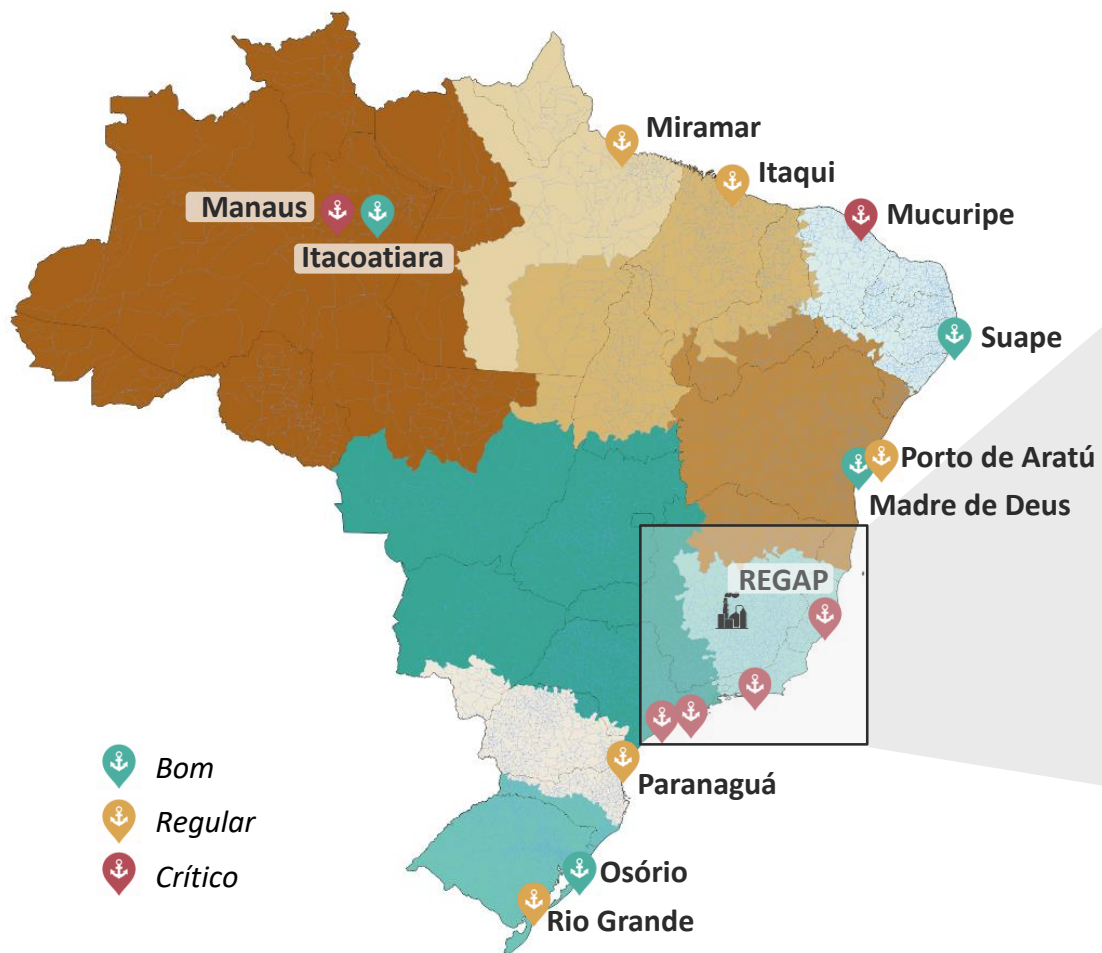 Miramar
Itaqui
Manaus
Mucuripe
Itacoatiara
Suape
Porto de Aratú
Madre de Deus
REGAP
Bom
Paranaguá
Regular
Crítico
Osório
Rio Grande